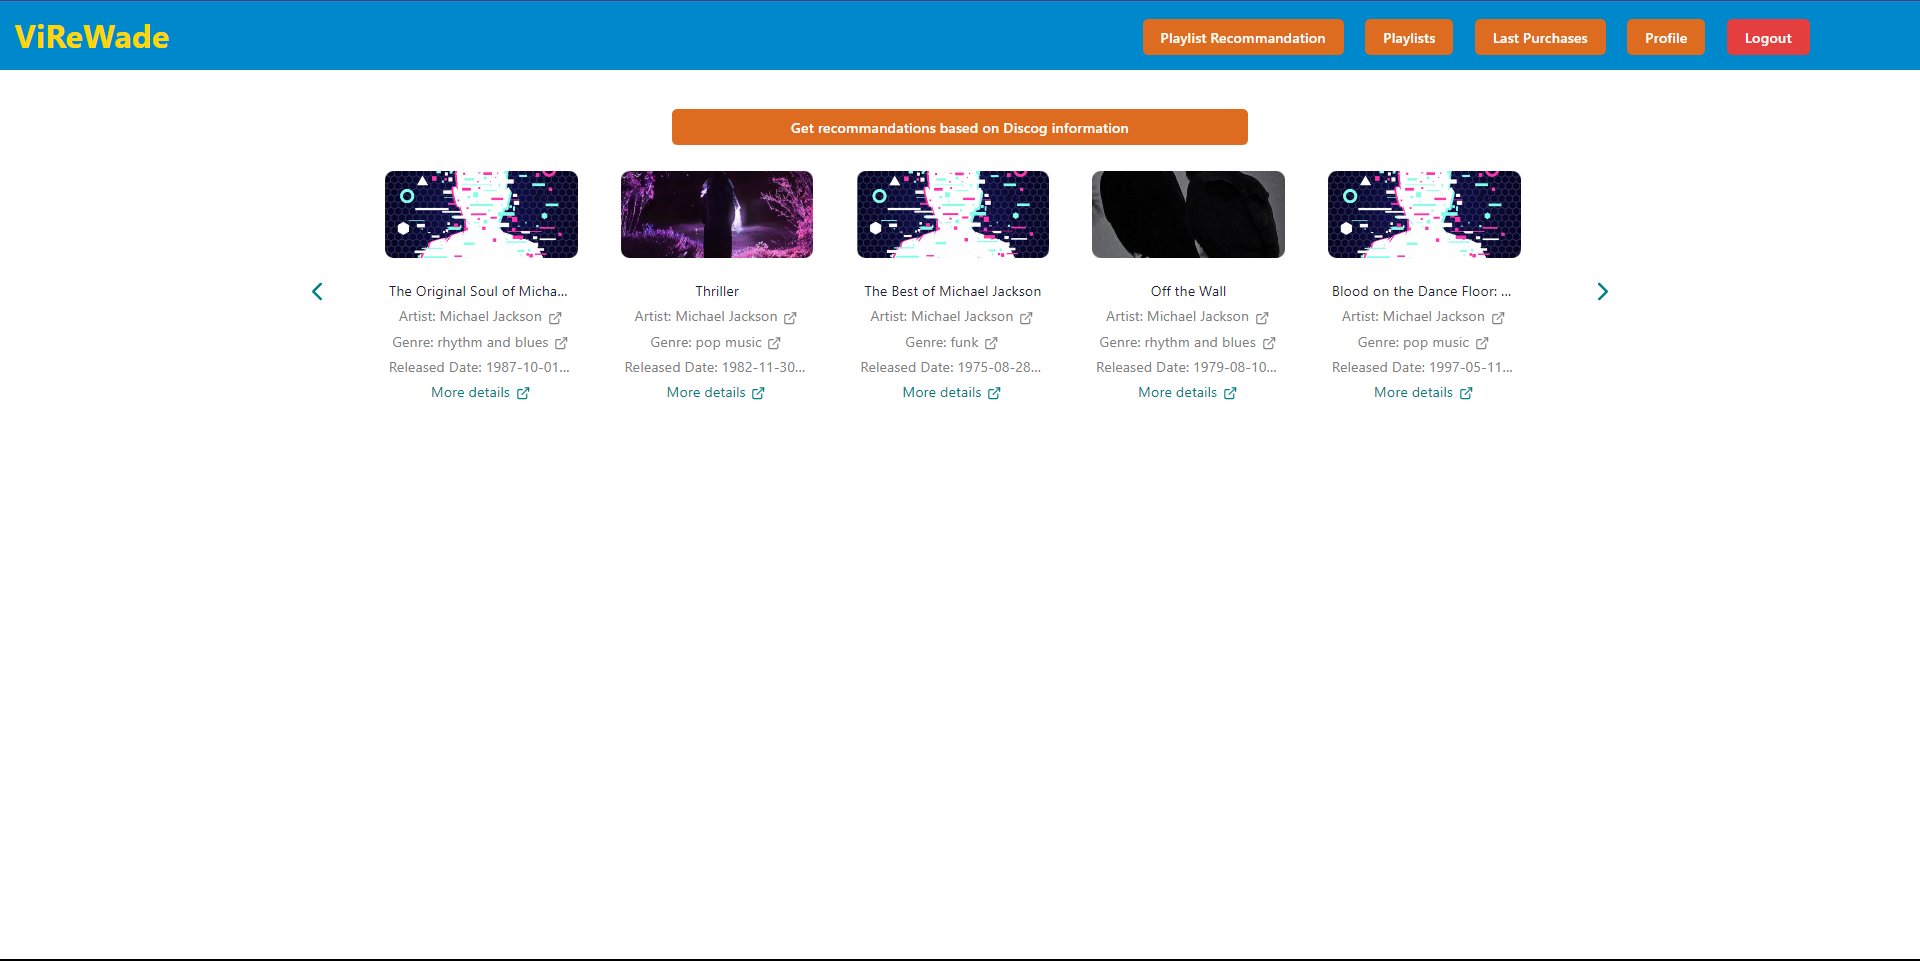 ViReWade
Playlist Recommandation
Playlists
Last Purchases
Profile
Logout
Get recommandations based on Discog information
The Original Soul of Micha...
Artist: Michael Jackson
Genre: rhythm and blues
Released Date: 1987-10-01...
More details
Thriller
Artist: Michael Jackson
Genre: pop music
Released Date: 1982-11-30...
More details
The Best of Michael Jackson
Artist: Michael Jackson
Genre: funk
Released Date: 1975-08-28...
More details
Off the Wall
Artist: Michael Jackson
Genre: rhythm and blues
Released Date: 1979-08-10...
More details
Blood on the Dance Floor: ...
Artist: Michael Jackson
Genre: pop music
Released Date: 1997-05-11...
More details